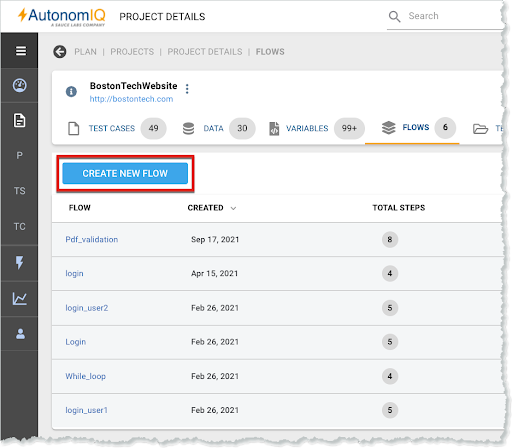 AutonomIQ
A SAUCE LABS COMPANY
PROJECT DETAILS
Search
PLAN | PROJECTS | PROJECT DETAILS | FLOWS
BostonTechWebsite
http://bostontech.com
TEST CASES 49 DATA 30 VARIABLES 99+ FLOWS 6 TE
P
TS
TC
CREATE NEW FLOW
FLOW CREATED TOTAL STEPS
Pdf_validation Sep 17, 2021 8
login Apr 15, 2021 4
login_user2 Feb 26, 2021 5
Login Feb 26, 2021 5
While_loop Feb 26, 2021 4
login_user1 Feb 26, 2021 5